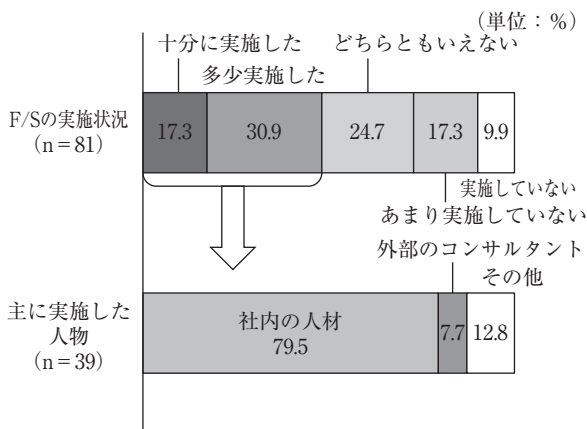 (単位：%)
十分に実施した
どちらともいえない
多少実施した
F/Sの実施状況
(n＝81)
17.3
30.9
24.7
17.3
9.9
実施していない
あまり実施していない
外部のコンサルタント
その他
主に実施した
人物
(n＝39)
社内の人材
79.5
7.7
12.8